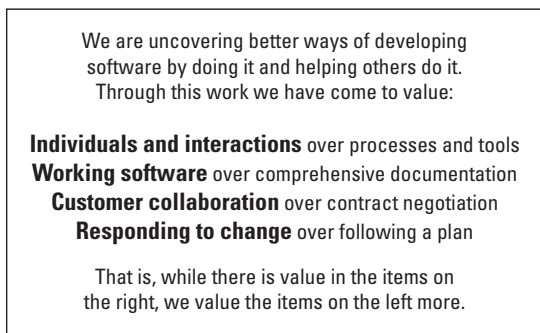 We are uncovering better ways of developing
software by doing it and helping others do it.
Through this work we have come to value:
Individuals and interactions over processes and tools
Working software over comprehensive documentation
Customer collaboration over contract negotiation
Responding to change over following a plan
That is, while there is value in the items on
the right, we value the items on the left more.